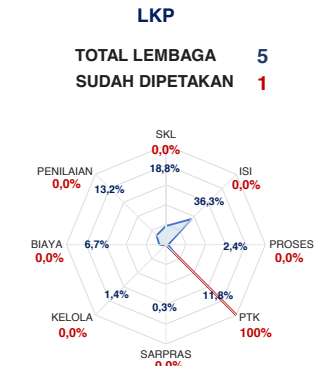 LKP
TOTAL LEMBAGA 5
SUDAH DIPETAKAN 1
SKL
0,0%
18,8%
PENILAIAN
0,0%
13,2%
ISI
0,0%
36,3%
BIAYA
0,0%
6,7%
2,4%
PROSES
0,0%
1,4%
0,3%
11,8%
KELOLA
0,0%
PTK
100%
SARPRAS
0,0%